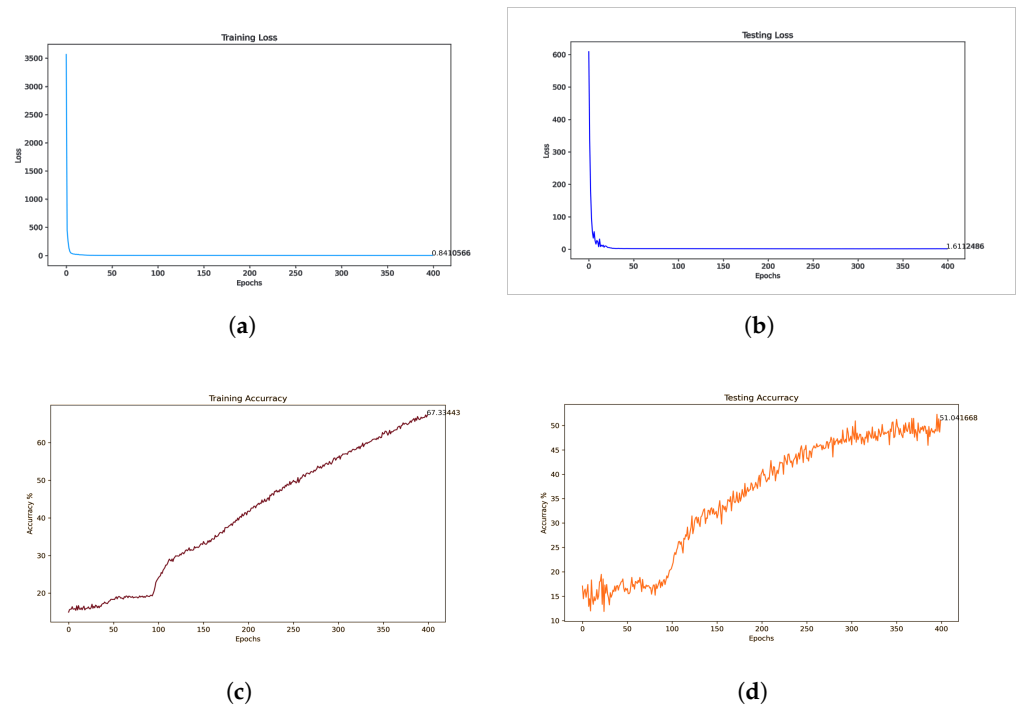 Training Loss
3500
3000
2500
2000
1500
1000
500
0
Loss
0 50 100 150 200 250 300 350 400
Epochs
0.8410566
(a)
Testing Loss
600
500
400
300
200
100
0
Loss
0 50 100 150 200 250 300 350 400
Epochs
1.6112486
(b)
Training Accurracy
60
50
40
30
20
Accurracy %
0 50 100 150 200 250 300 350 400
Epochs
67.33443
(c)
Testing Accurracy
50
45
40
35
30
25
20
15
10
Accurracy %
0 50 100 150 200 250 300 350 400
Epochs
51.041668
(d)